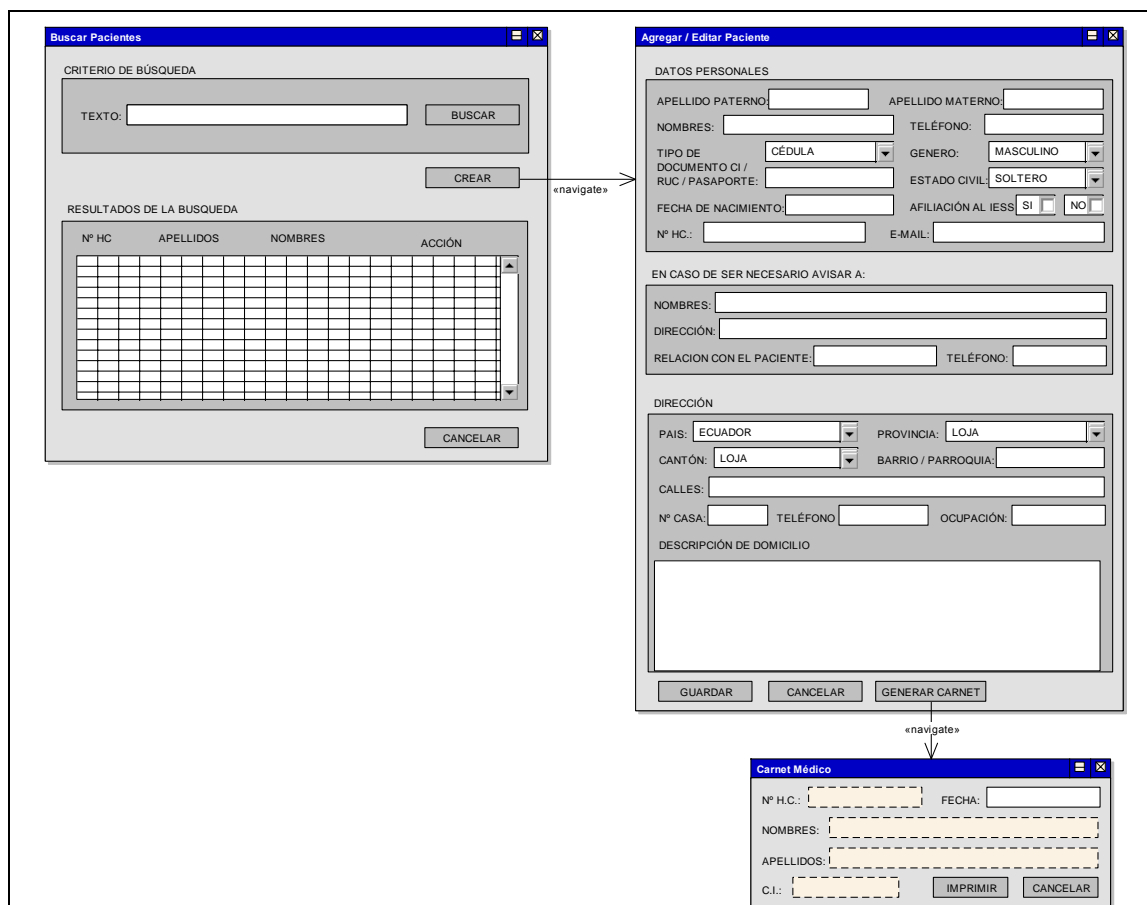 Buscar Pacientes
CRITERIO DE BÚSQUEDA
TEXTO: BUSCAR
CREAR
«navigate»
RESULTADOS DE LA BUSQUEDA
Nº HC APELLIDOS NOMBRES ACCIÓN
CANCELAR
Agregar / Editar Paciente
DATOS PERSONALES
APELLIDO PATERNO: APELLIDO MATERNO:
NOMBRES: TELÉFONO:
TIPO DE CÉDULA GENERO: MASCULINO
DOCUMENTO CI /
RUC / PASAPORTE: ESTADO CIVIL: SOLTERO
FECHA DE NACIMIENTO: AFILIACIÓN AL IESS SI NO
Nº HC.: E-MAIL:
EN CASO DE SER NECESARIO AVISAR A:
NOMBRES:
DIRECCIÓN:
RELACION CON EL PACIENTE: TELÉFONO:
DIRECCIÓN
PAIS: ECUADOR PROVINCIA: LOJA
CANTÓN: LOJA BARRIO / PARROQUIA:
CALLES:
Nº CASA: TELÉFONO OCUPACIÓN:
DESCRIPCIÓN DE DOMICILIO
GUARDAR CANCELAR GENERAR CARNET
«navigate»
Carnet Médico
Nº H.C.: FECHA:
NOMBRES:
APELLIDOS:
C.I.: IMPRIMIR CANCELAR